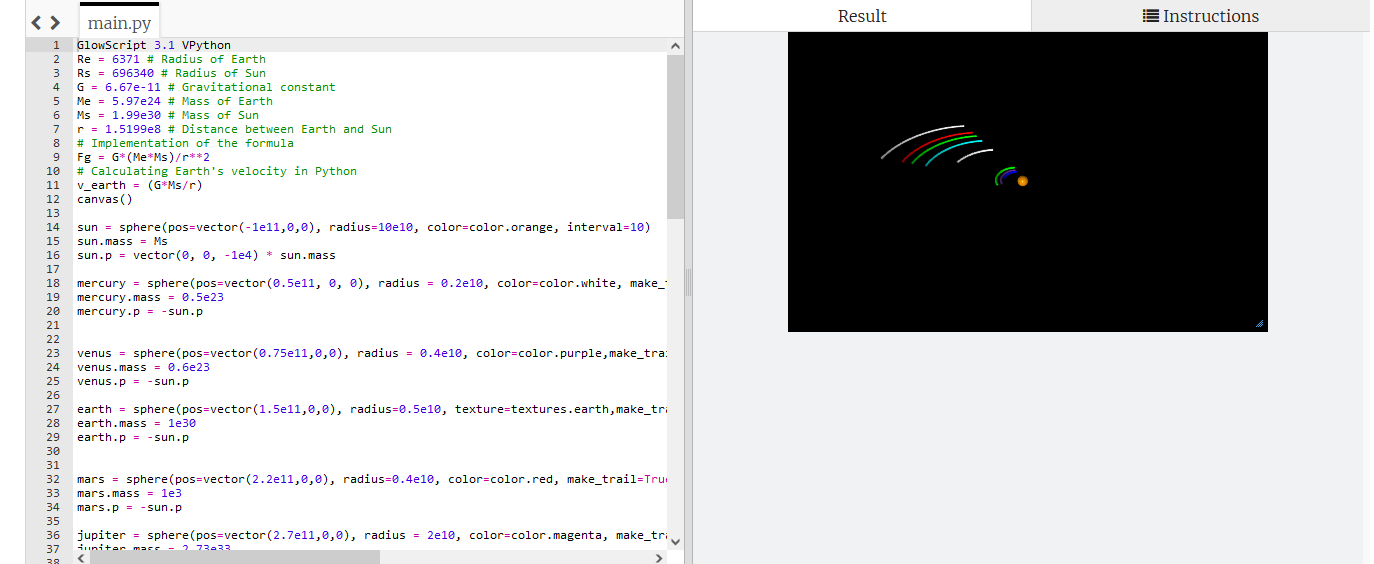 main.py
Result
Instructions
1 GlowScript 3.1 VPython
2 Re = 6371 # Radius of Earth
3 Rs = 696340 # Radius of Sun
4 G = 6.67e-11 # Gravitational constant
5 Me = 5.97e24 # Mass of Earth
6 Ms = 1.99e30 # Mass of Sun
7 r = 1.5199e8 # Distance between Earth and Sun
8 # Implementation of the formula
9 Fg = G*(Me*Ms)/r**2
10 # Calculating Earth's velocity in Python
11 v_earth = (G*Ms/r)
12 canvas()
13
14 sun = sphere(pos=vector(-1e11,0,0), radius=10e10, color=color.orange, interval=10)
15 sun.mass = Ms
16 sun.p = vector(0, 0, -1e4) * sun.mass
17
18 mercury = sphere(pos=vector(0.5e11, 0, 0), radius = 0.2e10, color=color.white, make_
19 mercury.mass = 0.5e23
20 mercury.p = -sun.p
21
22
23 venus = sphere(pos=vector(0.75e11,0,0), radius = 0.4e10, color=color.purple,make_tra
24 venus.mass = 0.6e23
25 venus.p = -sun.p
26
27 earth = sphere(pos=vector(1.5e11,0,0), radius=0.5e10, texture=textures.earth,make_tr
28 earth.mass = 1e30
29 earth.p = -sun.p
30
31
32 mars = sphere(pos=vector(2.2e11,0,0), radius=0.4e10, color=color.red, make_trail=Tru
33 mars.mass = 1e3
34 mars.p = -sun.p
35
36 jupiter = sphere(pos=vector(2.7e11,0,0), radius = 2e10, color=color.magenta, make_tr
37 jupiter.mass = 2.73e33
38